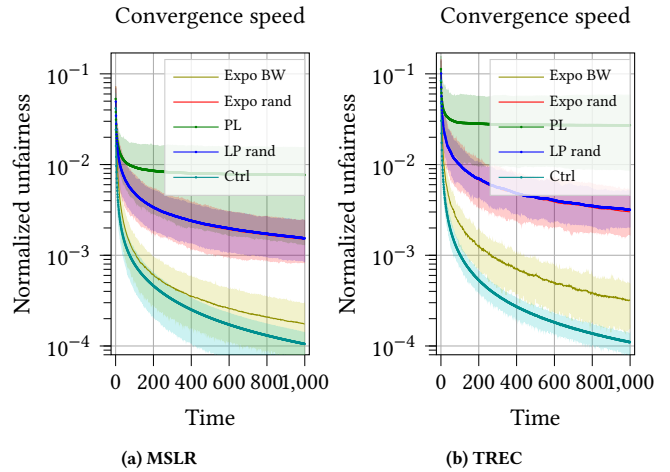 Convergence speed
Normalized unfairness
10⁻¹
10⁻²
10⁻³
10⁻⁴
Expo BW
Expo rand
PL
LP rand
Ctrl
0 200 400 600 800 1,000
Time
(a) MSLR
Convergence speed
Normalized unfairness
10⁻¹
10⁻²
10⁻³
10⁻⁴
Expo BW
Expo rand
PL
LP rand
Ctrl
0 200 400 600 800 1,000
Time
(b) TREC